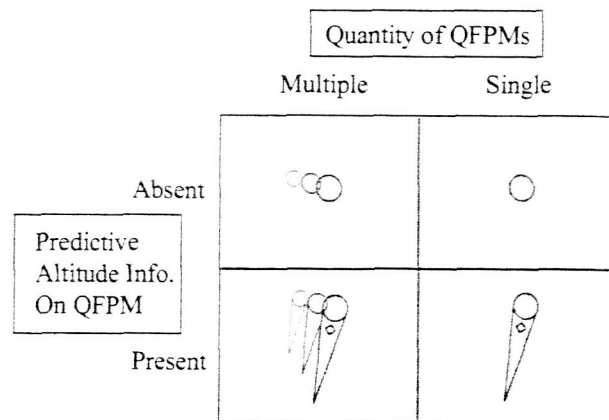 Quantity of QFPMs
Multiple
Single
Absent
Predictive
Altitude Info.
On QFPM
Present